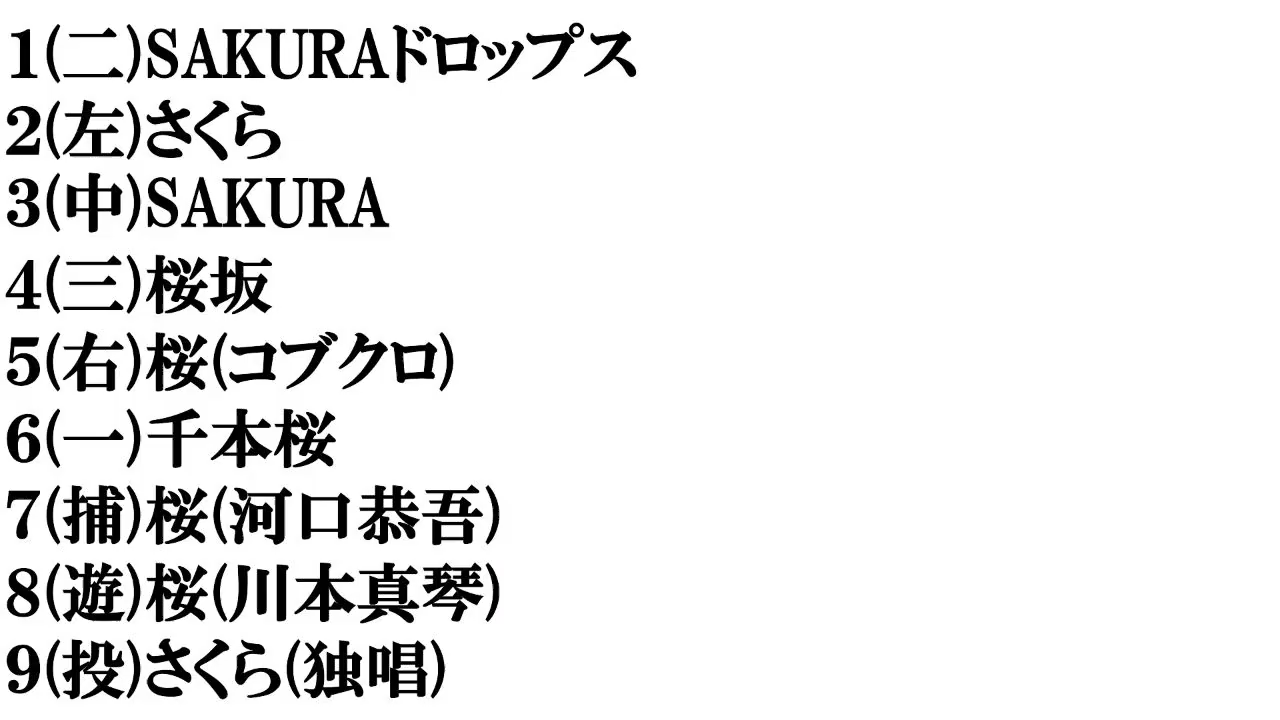 1(二)SAKURAドロップス
2(左)さくら
3(中)SAKURA
4(三)桜坂
5(右)桜(コブクロ)
6(一)千本桜
7(捕)桜(河口恭吾)
8(遊)桜(川本真琴)
9(投)さくら(独唱)